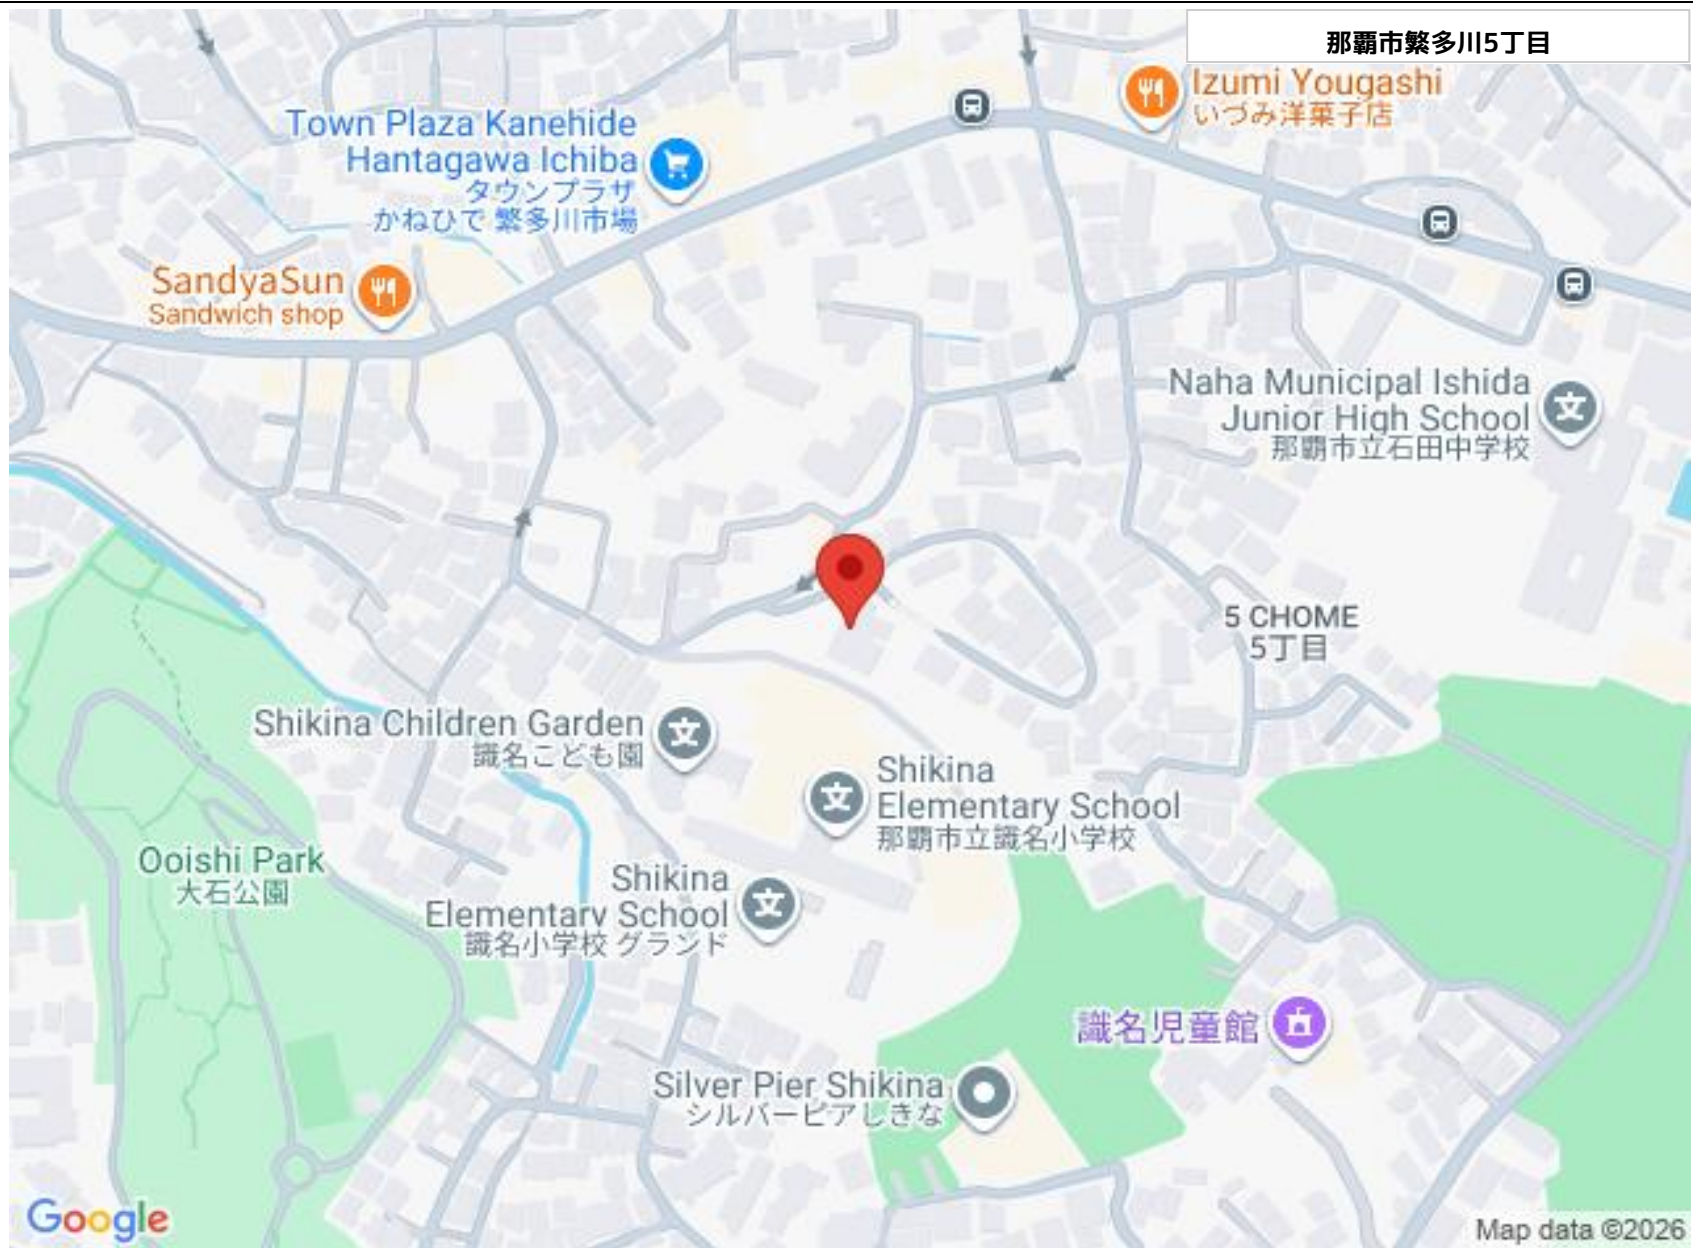 那覇市繁多川5丁目
Izumi Yougashi
いづみ洋菓子店
Town Plaza Kanehide
Hantagawa Ichiba
タウンプラザ
かねひで 繁多川市場
SandyaSun
Sandwich shop
Naha Municipal Ishida
Junior High School
那覇市立石田中学校
5 CHOME
5丁目
Shikina Children Garden
識名こども園
Shikina
Elementary School
那覇市立識名小学校
Ooishi Park
大石公園
Shikina
Elementary School
識名小学校 グランド
識名児童館
Silver Pier Shikina
シルバーピアしきな
Google
Map data ©2026